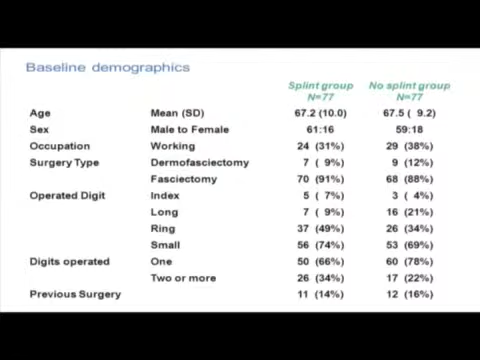 Baseline demographics
Splint group No splint group
N=77 N=77
Age Mean (SD) 67.2 (10.0) 67.5 ( 9.2)
Sex Male to Female 61:16 59:18
Occupation Working 24 (31%) 29 (38%)
Surgery Type Dermofasciectomy 7 ( 9%) 9 (12%)
Fasciectomy 70 (91%) 68 (88%)
Operated Digit Index 5 ( 7%) 3 ( 4%)
Long 7 ( 9%) 16 (21%)
Ring 37 (49%) 26 (34%)
Small 56 (74%) 53 (69%)
Digits operated One 50 (66%) 60 (78%)
Two or more 26 (34%) 17 (22%)
Previous Surgery 11 (14%) 12 (16%)